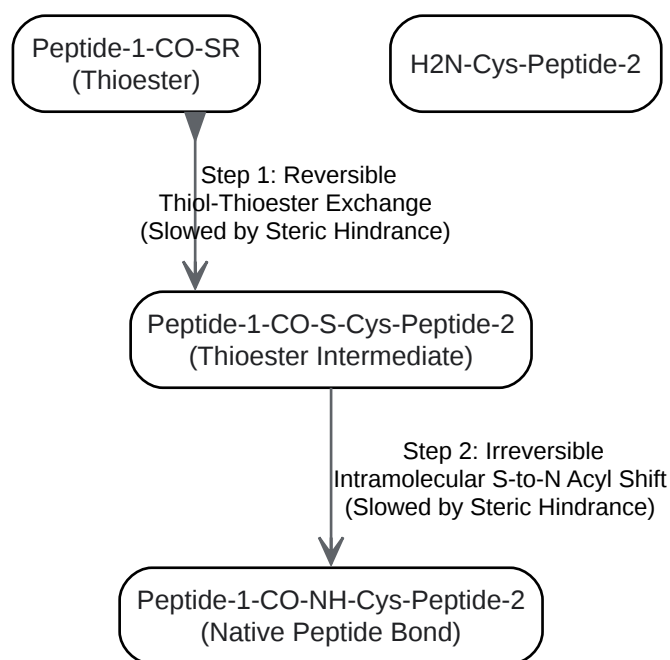 Peptide-1-CO-SR
(Thioester)
H2N-Cys-Peptide-2
Step 1: Reversible
Thiol-Thioester Exchange
(Slowed by Steric Hindrance)
Peptide-1-CO-S-Cys-Peptide-2
(Thioester Intermediate)
Step 2: Irreversible
Intramolecular S-to-N Acyl Shift
(Slowed by Steric Hindrance)
Peptide-1-CO-NH-Cys-Peptide-2
(Native Peptide Bond)